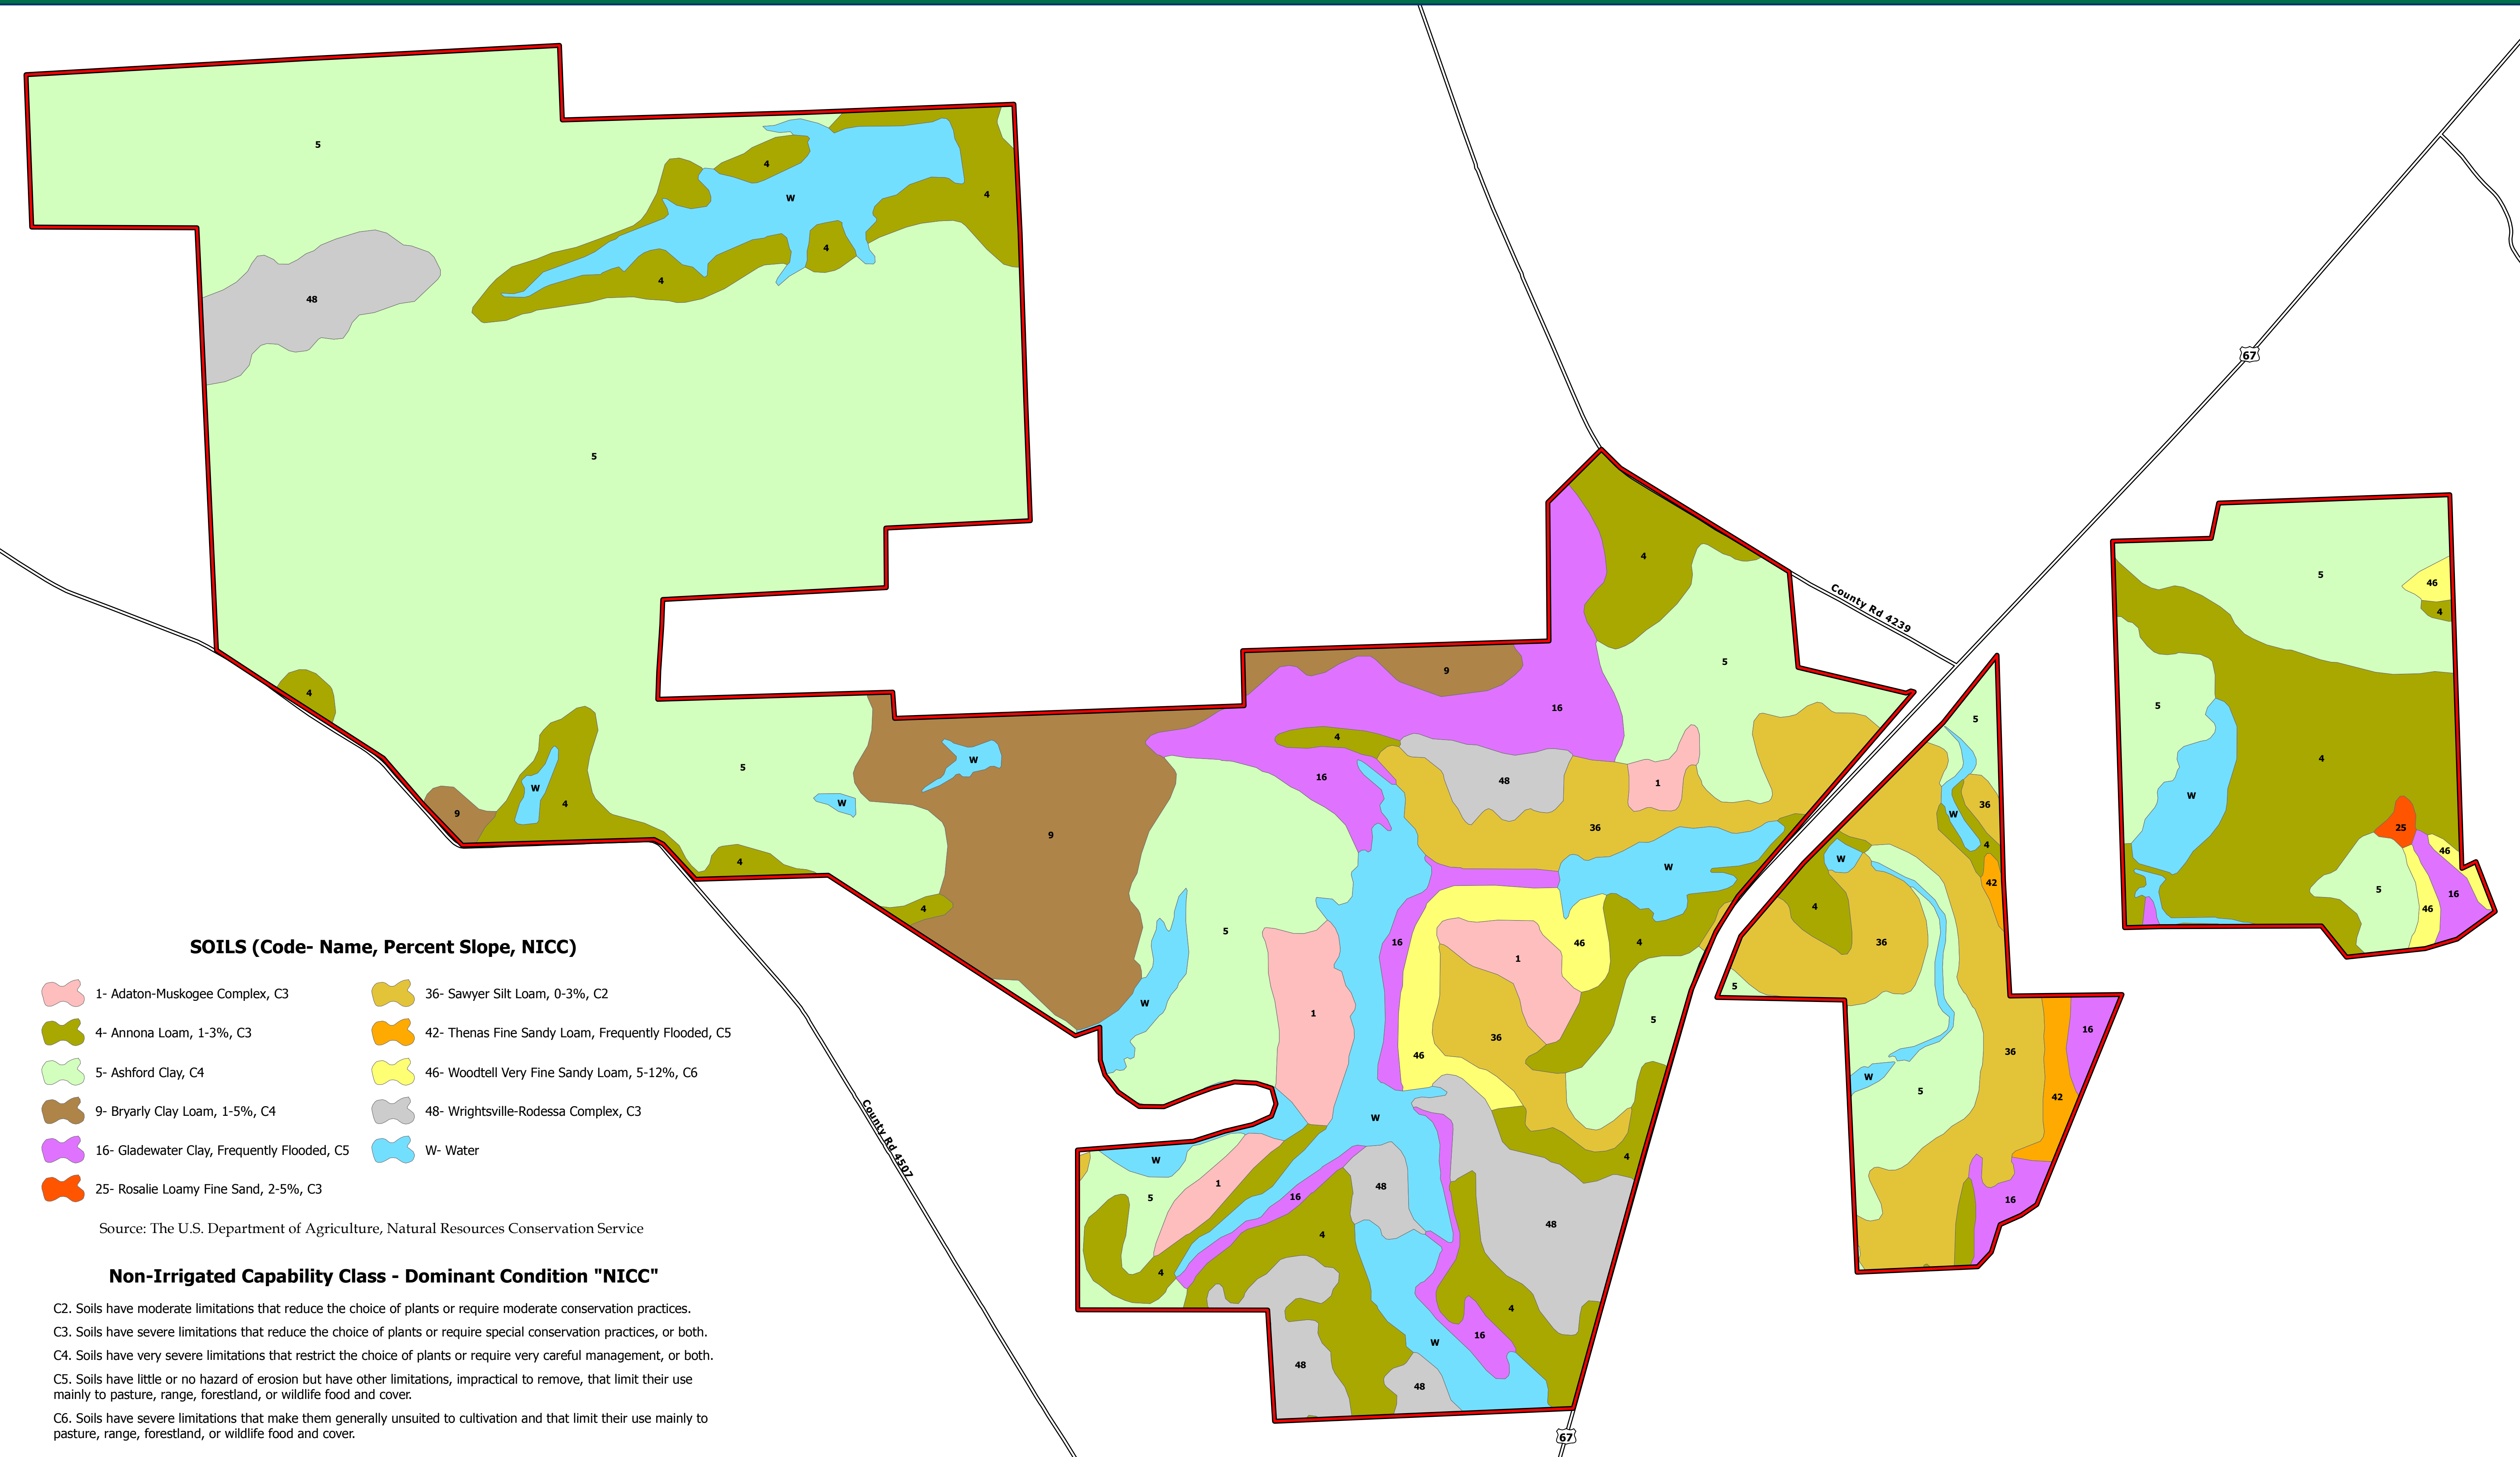 5
4
W
4
4
4
48
67
5
4
5
46
4
County Rd 4239
5
4
9
5
16
5
4
5
4
W
5
W
16
48
1
36
36
W
W
4
9
W
4
9
W
4
42
25
46
5
16
46
4
W
4
36
5
16
46
4
1
5
5
SOILS (Code- Name, Percent Slope, NICC)
1- Adaton-Muskogee Complex, C3
4- Annona Loam, 1-3%, C3
5- Ashford Clay, C4
9- Bryarly Clay Loam, 1-5%, C4
16- Gladewater Clay, Frequently Flooded, C5
25- Rosalie Loamy Fine Sand, 2-5%, C3
36- Sawyer Silt Loam, 0-3%, C2
42- Thenas Fine Sandy Loam, Frequently Flooded, C5
46- Woodtell Very Fine Sandy Loam, 5-12%, C6
48- Wrightsville-Rodessa Complex, C3
W- Water
Source: The U.S. Department of Agriculture, Natural Resources Conservation Service
W
1
5
36
46
16
36
42
W
5
County Rd 4507
W
W
5
1
16
48
4
4
4
48
16
4
16
W
48
48
67
Non-Irrigated Capability Class - Dominant Condition "NICC"
C2. Soils have moderate limitations that reduce the choice of plants or require moderate conservation practices.
C3. Soils have severe limitations that reduce the choice of plants or require special conservation practices, or both.
C4. Soils have very severe limitations that restrict the choice of plants or require very careful management, or both.
C5. Soils have little or no hazard of erosion but have other limitations, impractical to remove, that limit their use
mainly to pasture, range, forestland, or wildlife food and cover.
C6. Soils have severe limitations that make them generally unsuited to cultivation and that limit their use mainly to
pasture, range, forestland, or wildlife food and cover.